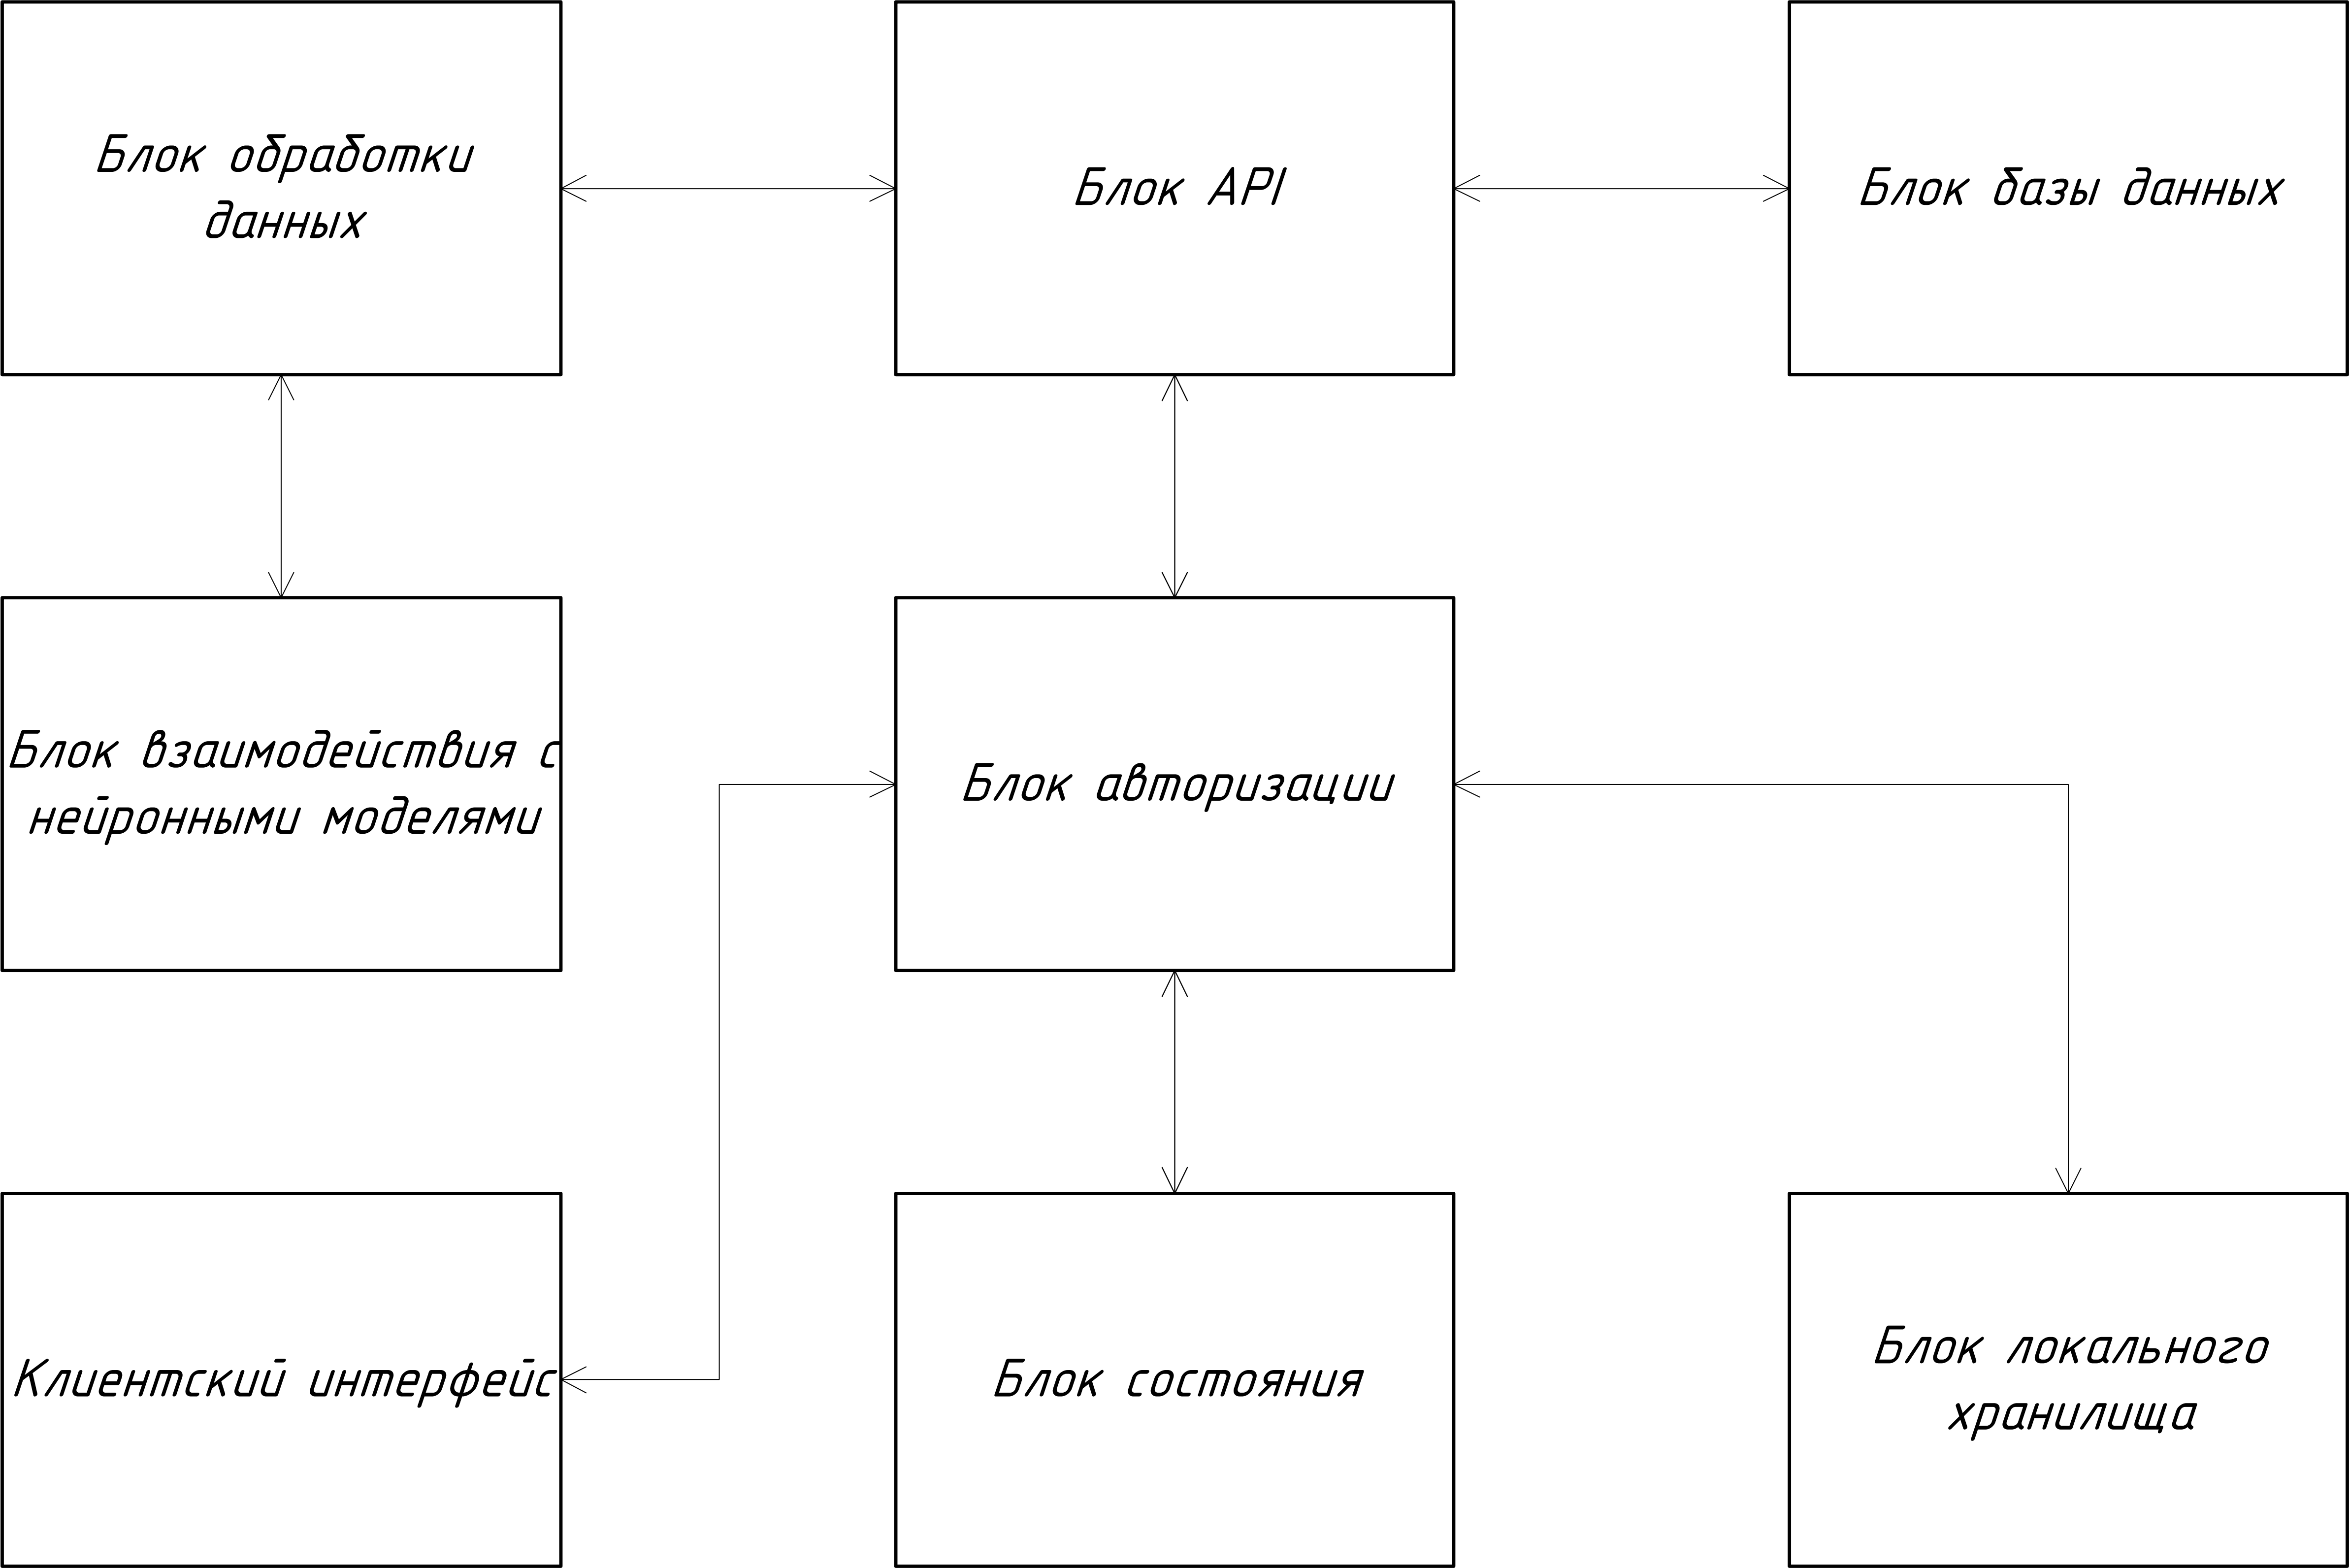 Блок обработки
данных
Блок API
Блок базы данных
Блок взаимодействия с
нейронными моделями
Блок авторизации
Клиентский интерфейс
Блок состояния
Блок локального
хранилища